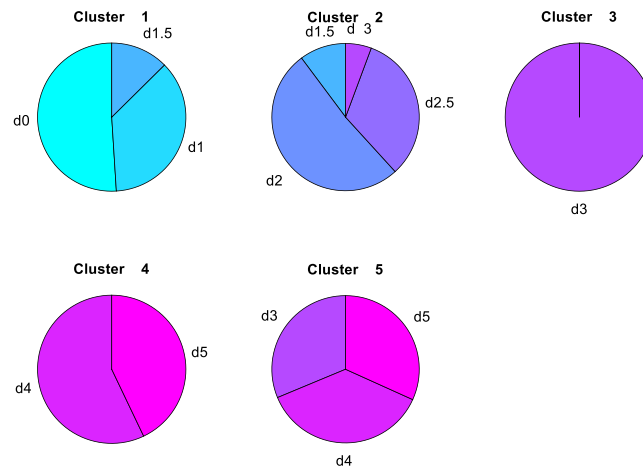 Cluster 1
d1.5
d0
d1
Cluster 2
d1.5
d 3
d2.5
d2
Cluster 3
d3
Cluster 4
d5
d4
Cluster 5
d3
d5
d4